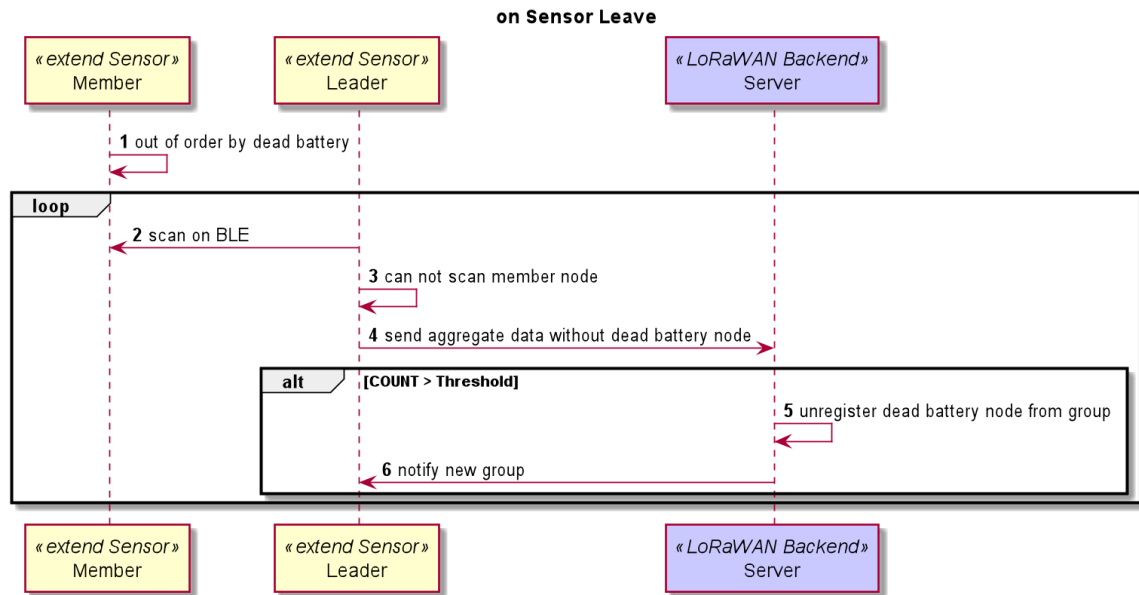 on Sensor Leave
«extend Sensor»
Member
«extend Sensor»
Leader
«LoRaWAN Backend»
Server
1 out of order by dead battery
loop
2 scan on BLE
3 can not scan member node
4 send aggregate data without dead battery node
alt [COUNT > Threshold]
5 unregister dead battery node from group
6 notify new group
«extend Sensor»
Member
«extend Sensor»
Leader
«LoRaWAN Backend»
Server